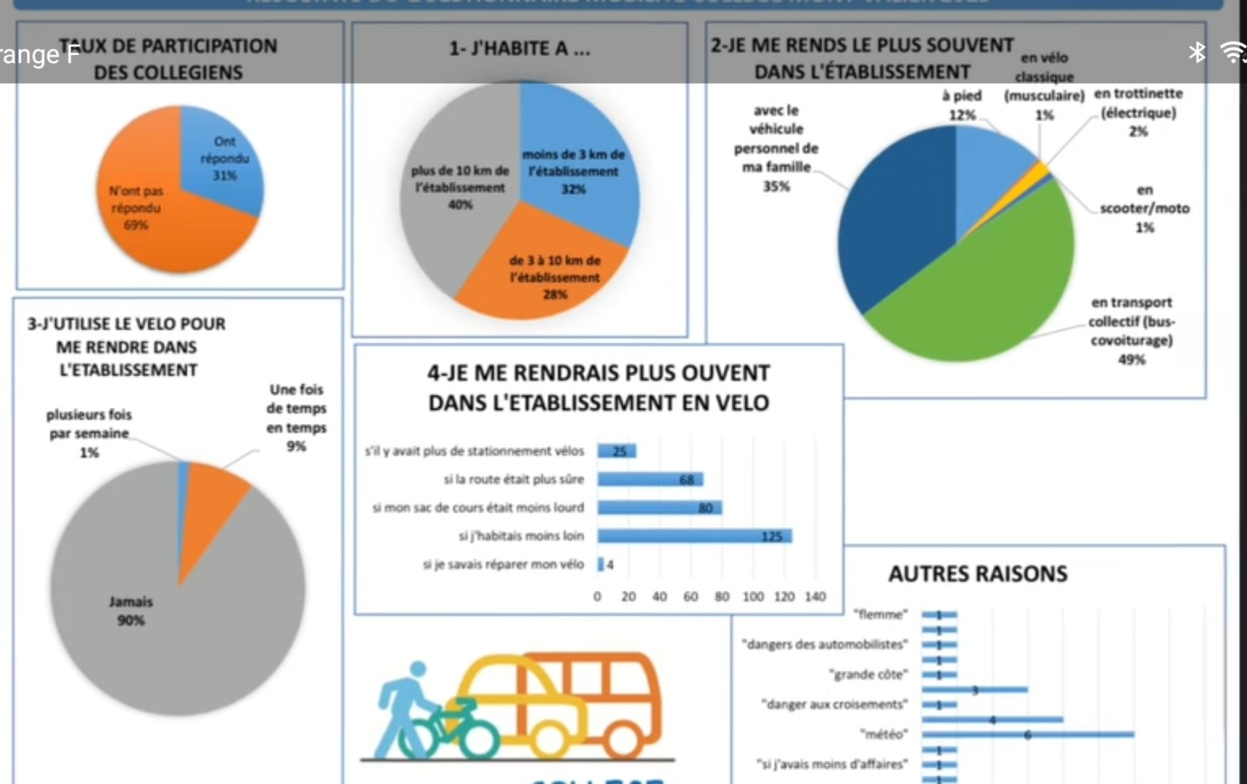 range F
TAUX DE PARTICIPATION
DES COLLEGIENS
Ont
répondu
31%
N'ont pas
répondu
69%
1- J'HABITE A ...
plus de 10 km de
l'établissement
40%
moins de 3 km de
l'établissement
32%
de 3 à 10 km de
l'établissement
28%
2-JE ME RENDS LE PLUS SOUVENT
DANS L'ÉTABLISSEMENT
avec le
véhicule
personnel de
ma famille
35%
à pied
12%
en vélo
classique
(musculaire)
1%
en trottinette
(électrique)
2%
en
scooter/moto
1%
en transport
collectif (bus-
covoiturage)
49%
3-J'UTILISE LE VELO POUR
ME RENDRE DANS
L'ETABLISSEMENT
plusieurs fois
par semaine
1%
Une fois
de temps
en temps
9%
Jamais
90%
4-JE ME RENDRAIS PLUS OUVENT
DANS L'ETABLISSEMENT EN VELO
s'il y avait plus de stationnement vélos 25
si la route était plus sûre 68
si mon sac de cours était moins lourd 80
si j'habitais moins loin 125
si je savais réparer mon vélo 4
0 20 40 60 80 100 120 140
AUTRES RAISONS
"flemme" 1
1
"dangers des automobilistes" 1
1
"grande côte" 1
3
"danger aux croisements" 1
4
"météo" 6
1
"si j'avais moins d'affaires" 1
1